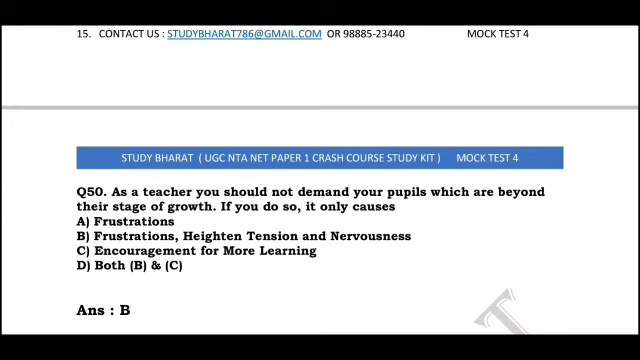 15. CONTACT US : STUDYBHARAT786@GMAIL.COM OR 98885-23440 MOCK TEST 4
STUDY BHARAT ( UGC NTA NET PAPER 1 CRASH COURSE STUDY KIT ) MOCK TEST 4
Q50. As a teacher you should not demand your pupils which are beyond
their stage of growth. If you do so, it only causes
A) Frustrations
B) Frustrations, Heighten Tension and Nervousness
C) Encouragement for More Learning
D) Both (B) & (C)
Ans : B